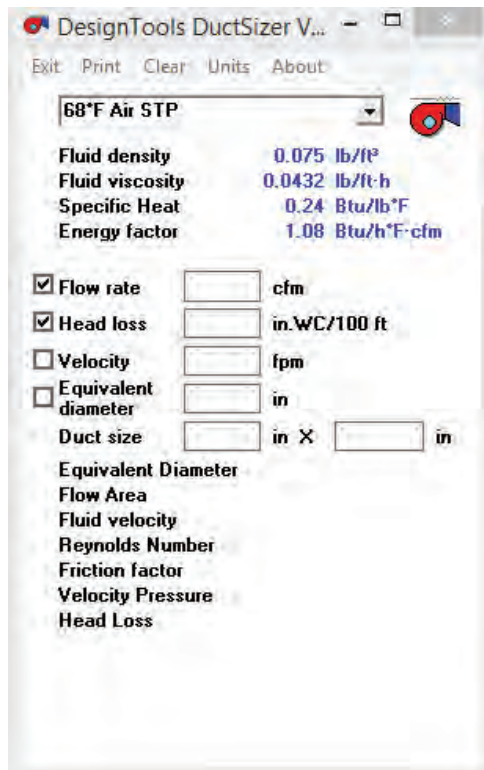 DesignTools DuctSizer V...
Exit Print Clear Units About
68°F Air STP
Fluid density 0.075 lb/ft³
Fluid viscosity 0.0432 lb/ft·h
Specific Heat 0.24 Btu/lb°F
Energy factor 1.08 Btu/h°F·cfm
Flow rate cfm
Head loss in.WC/100 ft
Velocity fpm
Equivalent diameter in
Duct size in X in
Equivalent Diameter
Flow Area
Fluid velocity
Reynolds Number
Friction factor
Velocity Pressure
Head Loss